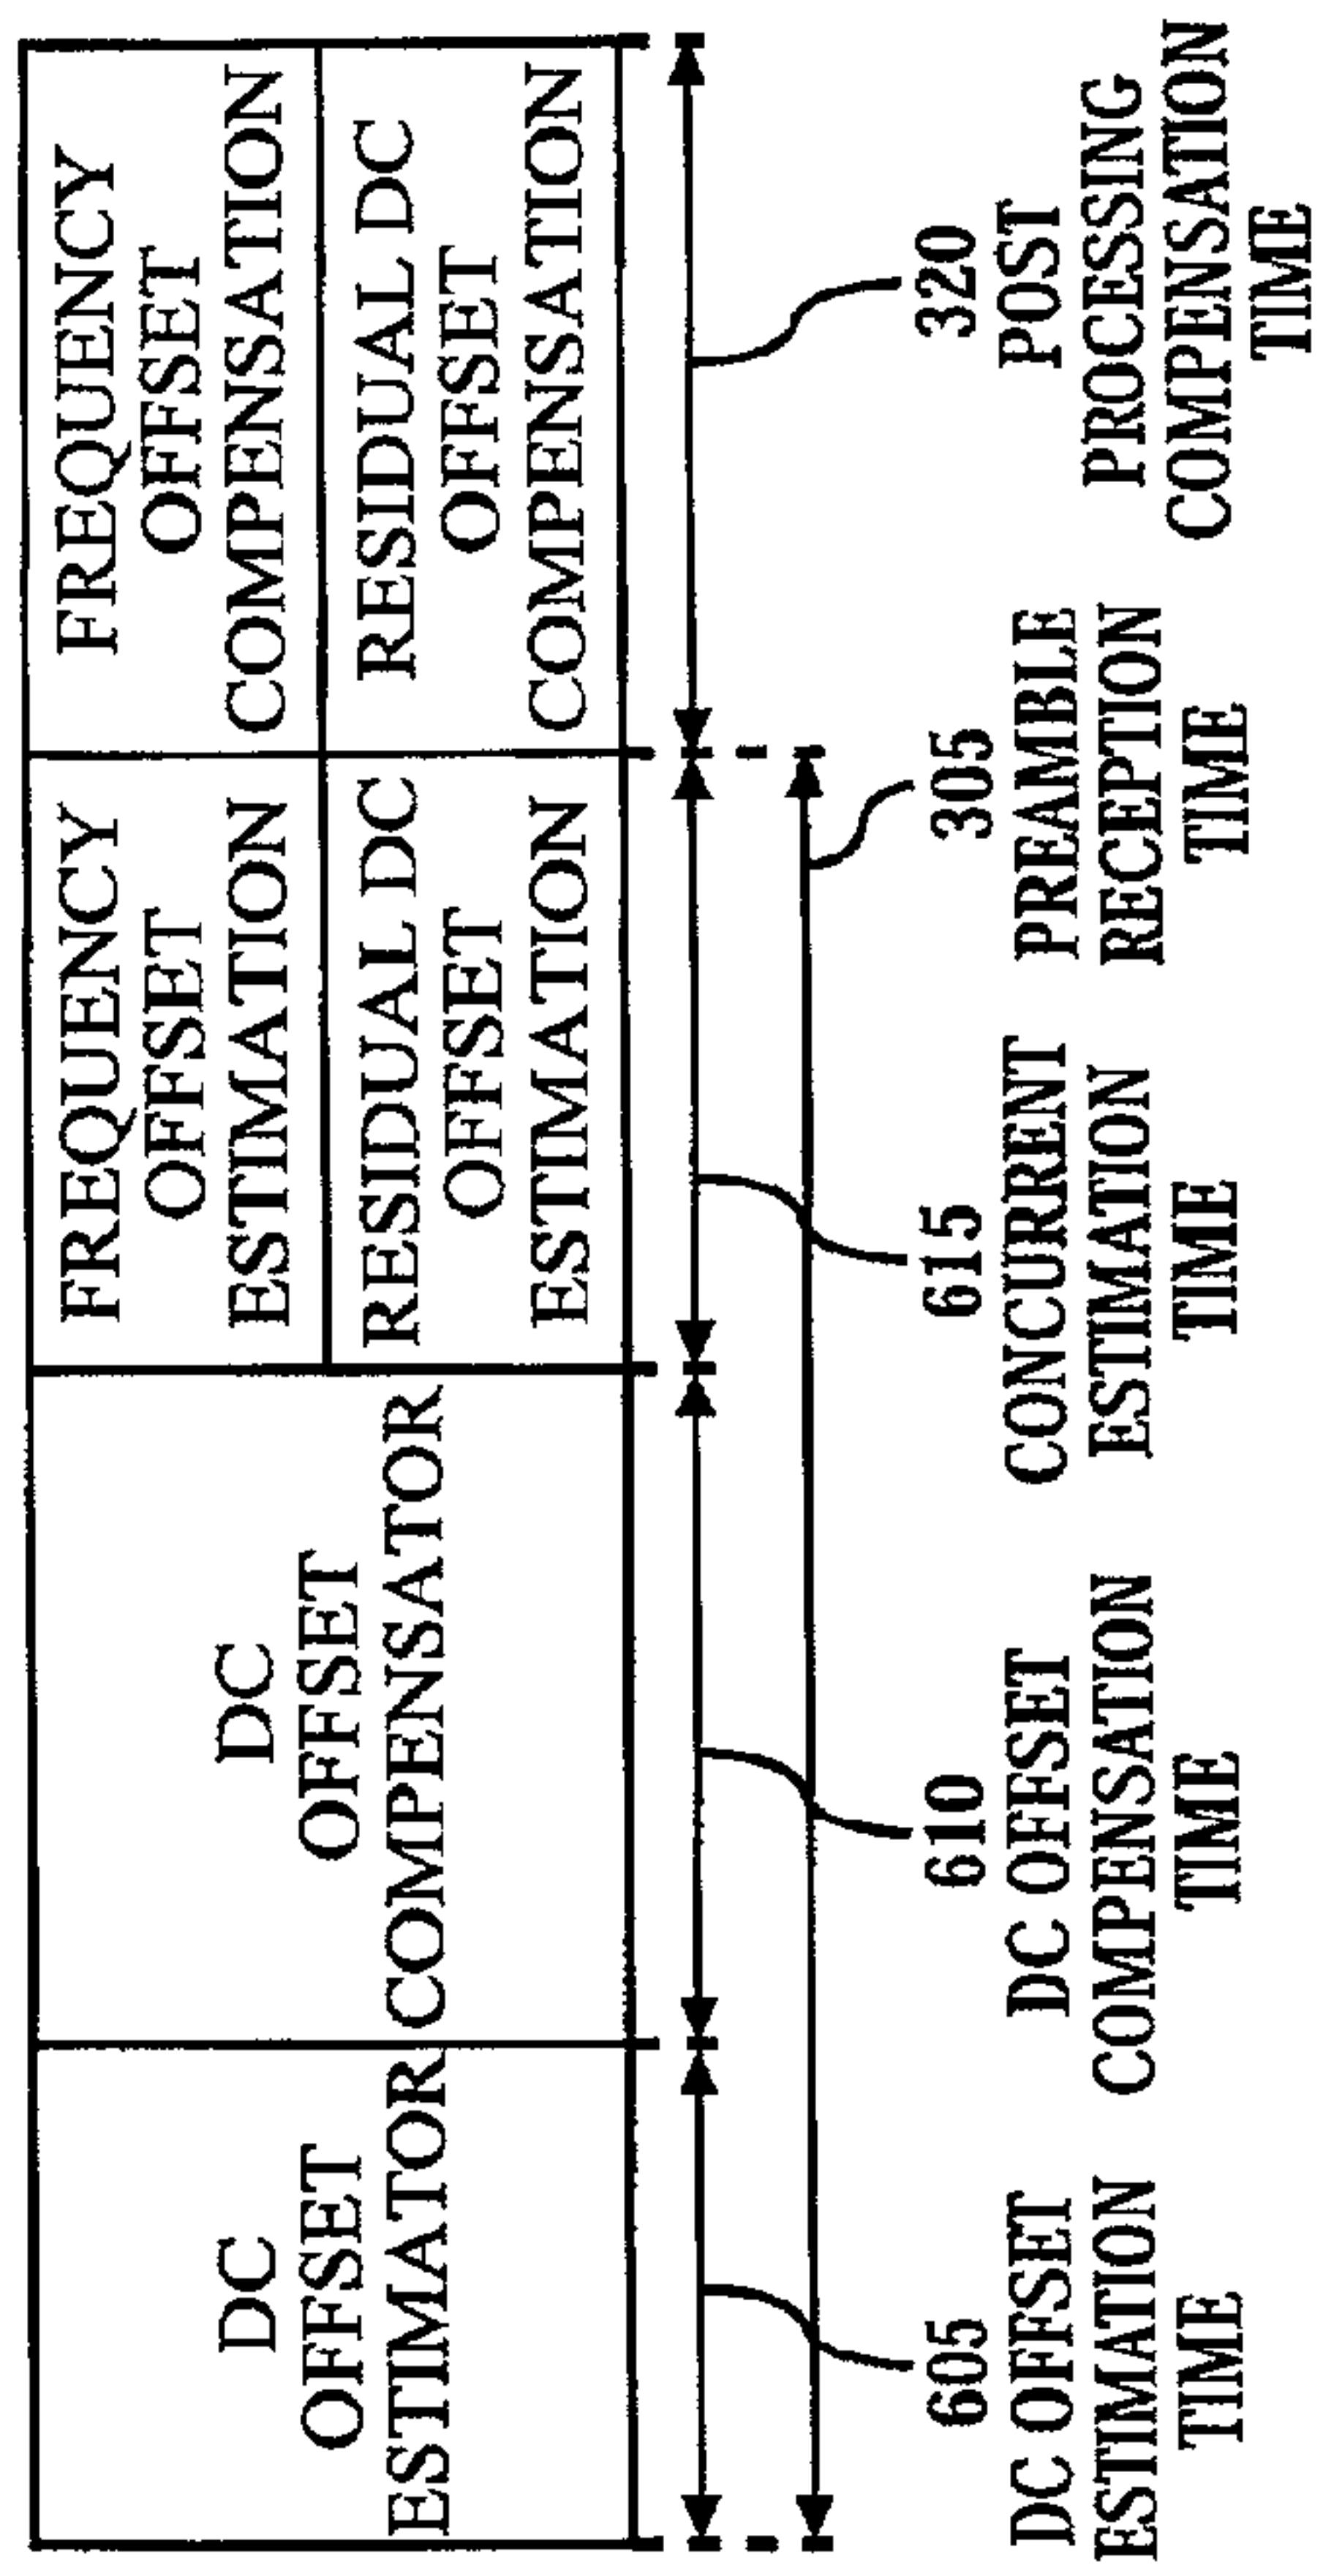 DC
OFFSET
ESTIMATOR
DC
OFFSET
COMPENSATOR
FREQUENCY
OFFSET
ESTIMATION
RESIDUAL DC
OFFSET
ESTIMATION
FREQUENCY
OFFSET
COMPENSATION
RESIDUAL DC
OFFSET
COMPENSATION
605
DC OFFSET
ESTIMATION
TIME
610
DC OFFSET
COMPENSATION
TIME
615
CONCURRENT
ESTIMATION
TIME
305
PREAMBLE
RECEPTION
TIME
320
POST
PROCESSING
COMPENSATION
TIME